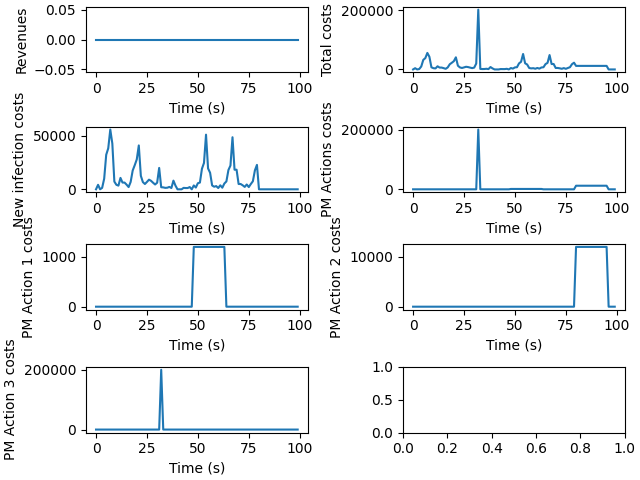 Revenues
0.05
0.00
−0.05
0 25 50 75 100
Time (s)
Total costs
200000
0
0 25 50 75 100
Time (s)
New infection costs
50000
0
0 25 50 75 100
Time (s)
PM Actions costs
200000
0
0 25 50 75 100
Time (s)
PM Action 1 costs
1000
0
0 25 50 75 100
Time (s)
PM Action 2 costs
10000
0
0 25 50 75 100
Time (s)
PM Action 3 costs
200000
0
0 25 50 75 100
Time (s)
1.0
0.5
0.0
0.0 0.2 0.4 0.6 0.8 1.0